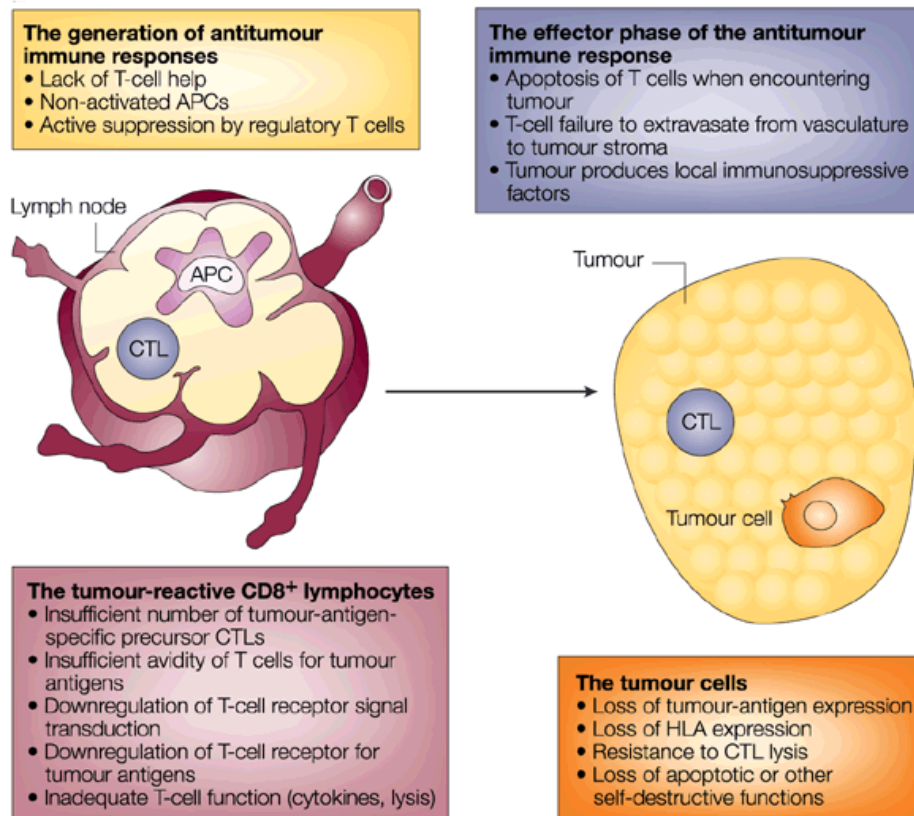 The generation of antitumour
immune responses
• Lack of T-cell help
• Non-activated APCs
• Active suppression by regulatory T cells
The effector phase of the antitumour
immune response
• Apoptosis of T cells when encountering
tumour
• T-cell failure to extravasate from vasculature
to tumour stroma
• Tumour produces local immunosuppressive
factors
Lymph node
APC
CTL
Tumour
CTL
Tumour cell
The tumour-reactive CD8+ lymphocytes
• Insufficient number of tumour-antigen-
specific precursor CTLs
• Insufficient avidity of T cells for tumour
antigens
• Downregulation of T-cell receptor signal
transduction
• Downregulation of T-cell receptor for
tumour antigens
• Inadequate T-cell function (cytokines, lysis)
The tumour cells
• Loss of tumour-antigen expression
• Loss of HLA expression
• Resistance to CTL lysis
• Loss of apoptotic or other
self-destructive functions